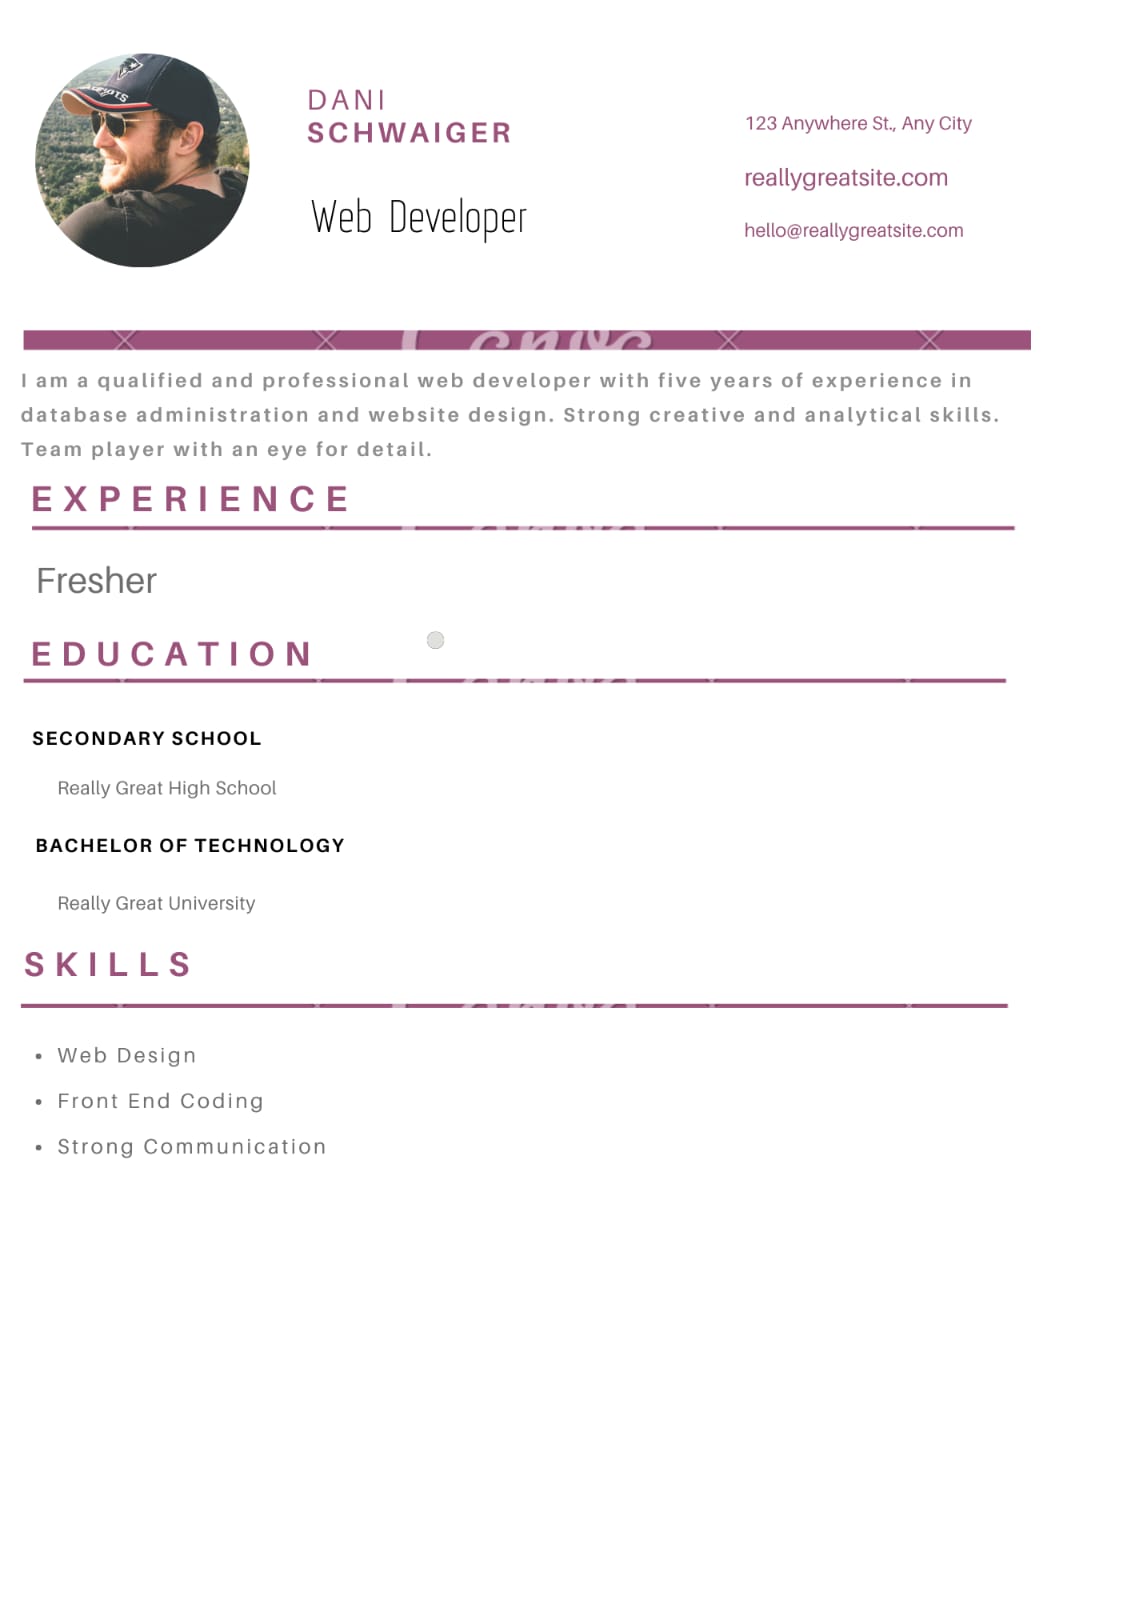 DANI
SCHWAIGER
Web Developer
123 Anywhere St., Any City
reallygreatsite.com
hello@reallygreatsite.com
I am a qualified and professional web developer with five years of experience in
database administration and website design. Strong creative and analytical skills.
Team player with an eye for detail.
EXPERIENCE
Fresher
EDUCATION
SECONDARY SCHOOL
Really Great High School
BACHELOR OF TECHNOLOGY
Really Great University
SKILLS
• Web Design
• Front End Coding
• Strong Communication